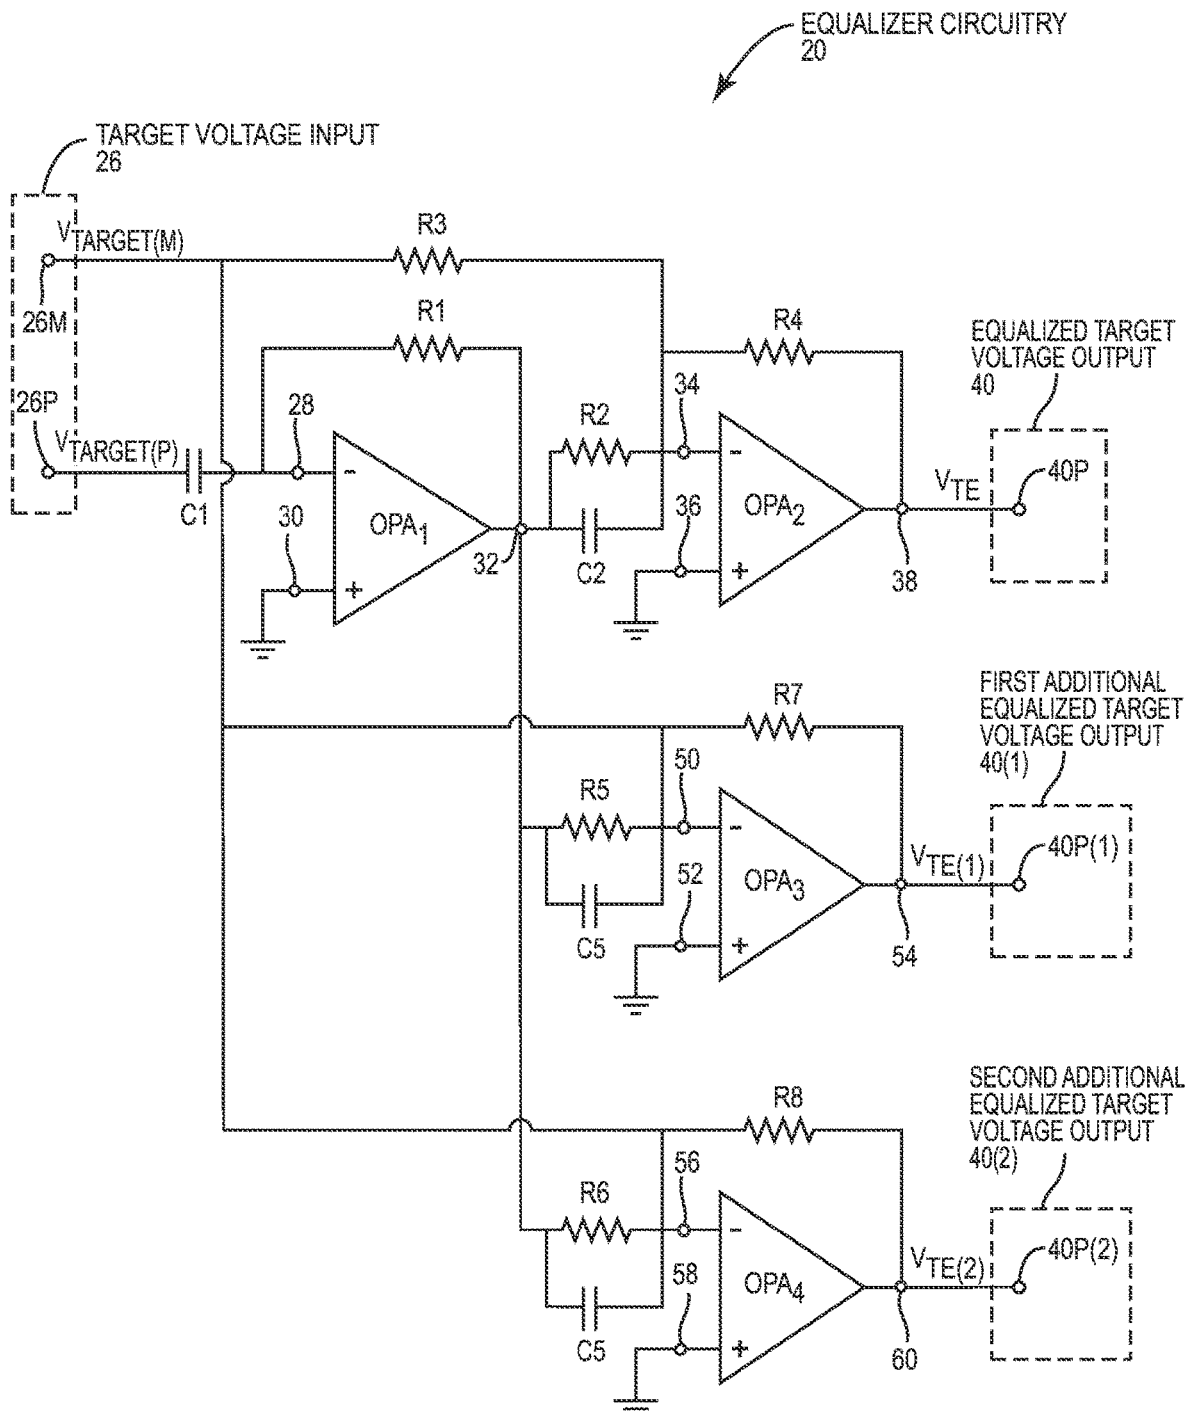 EQUALIZER CIRCUITRY
20
TARGET VOLTAGE INPUT
26
VTARGET(M)
R3
26M
R1
R4
EQUALIZED TARGET
VOLTAGE OUTPUT
40
26P
VTARGET(P)
28
R2
34
C1
30
OPA1
32
C2
36
OPA2
38
VTE
40P
-
+
-
+
FIRST ADDITIONAL
EQUALIZED TARGET
VOLTAGE OUTPUT
40(1)
R7
R5
50
52
C5
OPA3
54
VTE(1)
40P(1)
-
+
SECOND ADDITIONAL
EQUALIZED TARGET
VOLTAGE OUTPUT
40(2)
R8
R6
56
58
C5
OPA4
60
VTE(2)
40P(2)
-
+